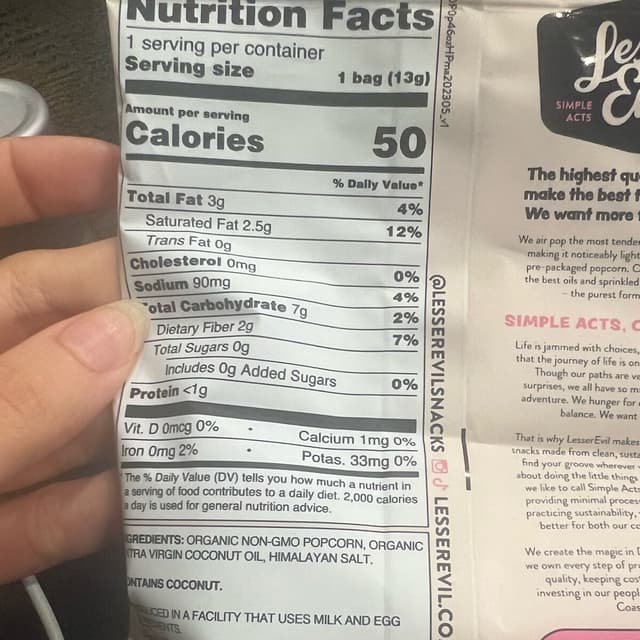 Nutrition Facts
1 serving per container
Serving size 1 bag (13g)
Amount per serving
Calories 50
% Daily Value*
Total Fat 3g 4%
Saturated Fat 2.5g 12%
Trans Fat 0g
Cholesterol 0mg 0%
Sodium 90mg 4%
Total Carbohydrate 7g 2%
Dietary Fiber 2g 7%
Total Sugars 0g
Includes 0g Added Sugars 0%
Protein <1g
Vit. D 0mcg 0% • Calcium 1mg 0%
Iron 0mg 2% • Potas. 33mg 0%
*The % Daily Value (DV) tells you how much a nutrient in
a serving of food contributes to a daily diet. 2,000 calories
a day is used for general nutrition advice.
GREDIENTS: ORGANIC NON-GMO POPCORN, ORGANIC
TRA VIRGIN COCONUT OIL, HIMALAYAN SALT.
NTAINS COCONUT.
UCED IN A FACILITY THAT USES MILK AND EGG
@LESSEREVILSNACKS LESSEREVIL.CO
SIMPLE
ACTS
The highest qu
make the best f
We want more
We air pop the most tender
making it noticeably light
pre-packaged popcorn.
the best oils and sprinkled
– the purest form
SIMPLE ACTS,
Life is jammed with choices,
that the journey of life is on
Though our paths are ve
surprises, we all have so m
adventure. We hunger for
balance. We want
That is why LesserEvil makes
snacks made from clean, susta
find your groove wherever
about doing the little things
we like to call Simple Acts
providing minimal proces
practicing sustainability,
better for both our co
We create the magic in D
we own every step of pr
quality, keeping cos
investing in our peopl
Coas